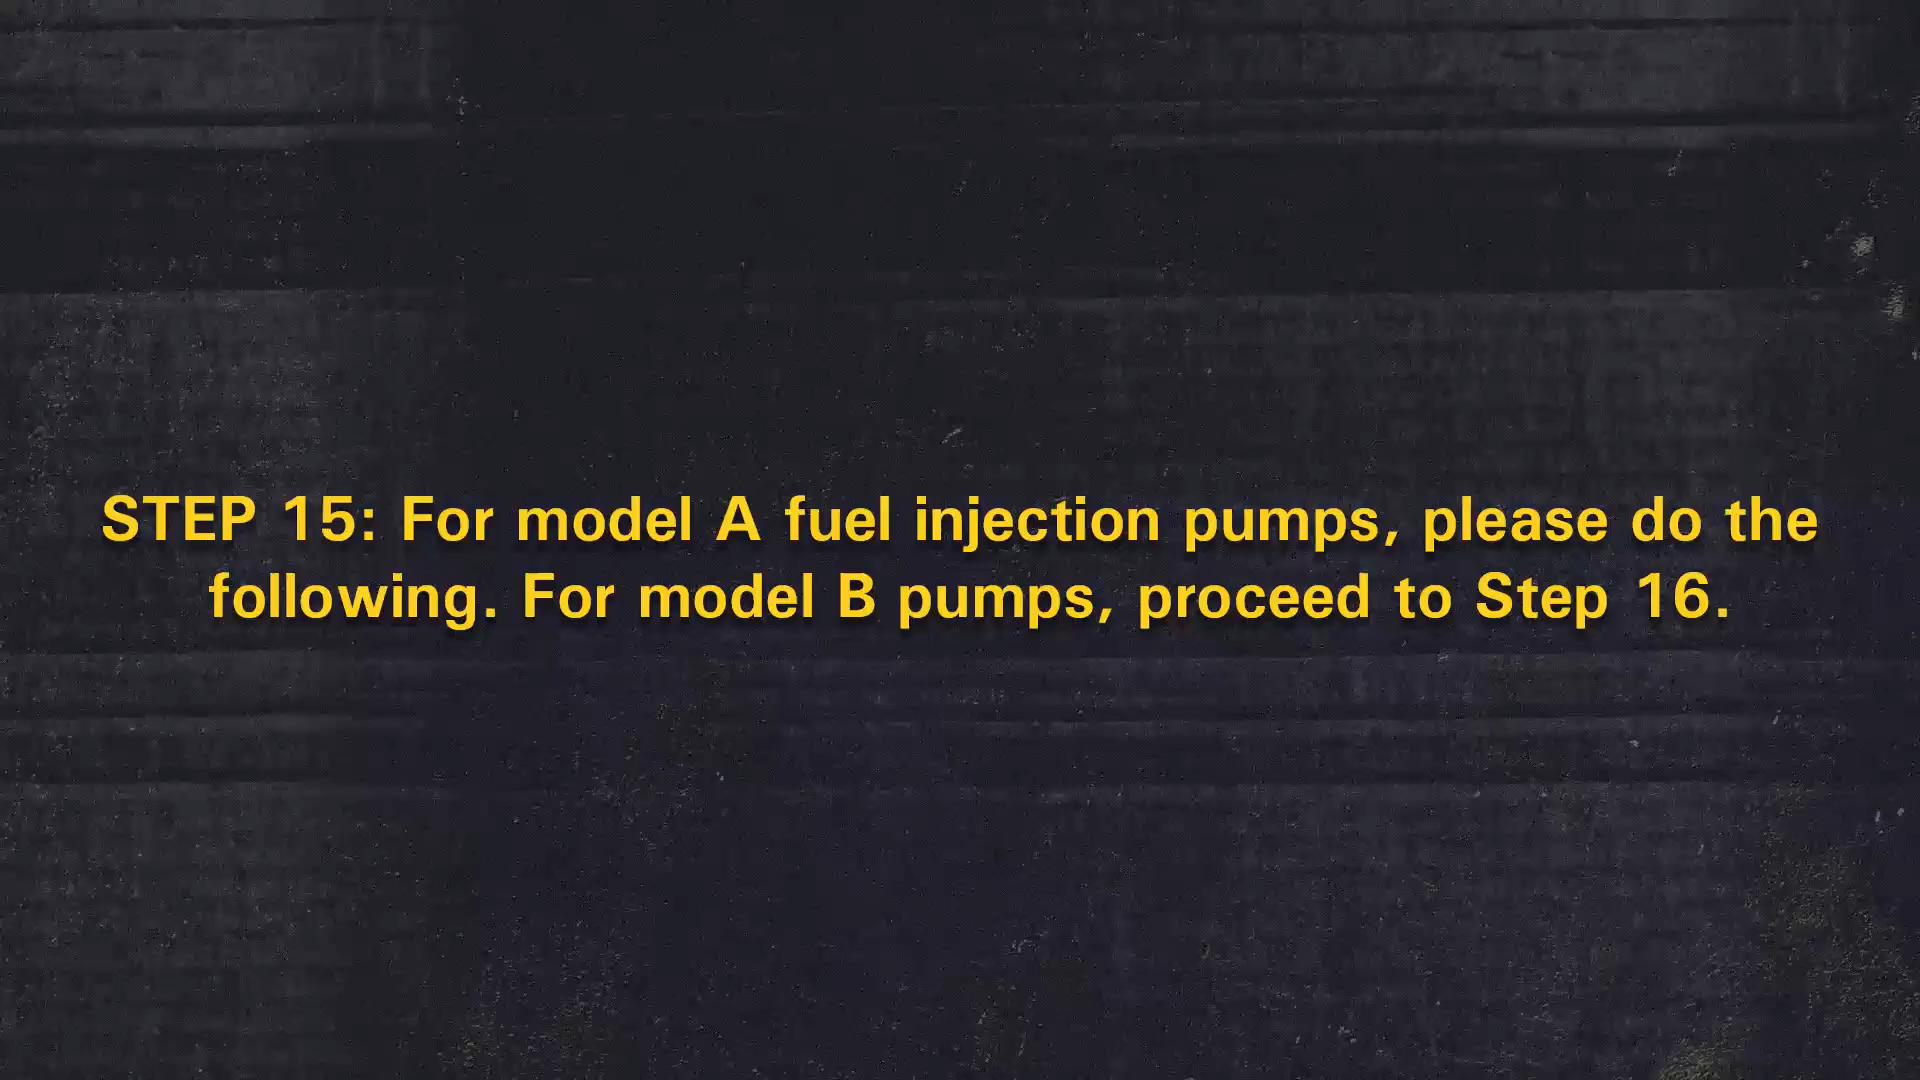 STEP 15: For model A fuel injection pumps, please do the
following. For model B pumps, proceed to Step 16.